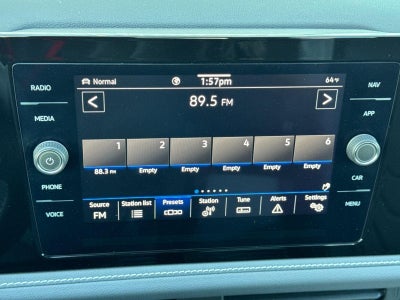 Normal 1:57pm 64°F
RADIO NAV
< 89.5 FM >
MEDIA APP
1 2 3 4 5 6
88.3 FM Empty Empty Empty Empty Empty
PHONE CAR
Source Station list Presets Station Tune Alerts Settings
FM
VOICE MENU